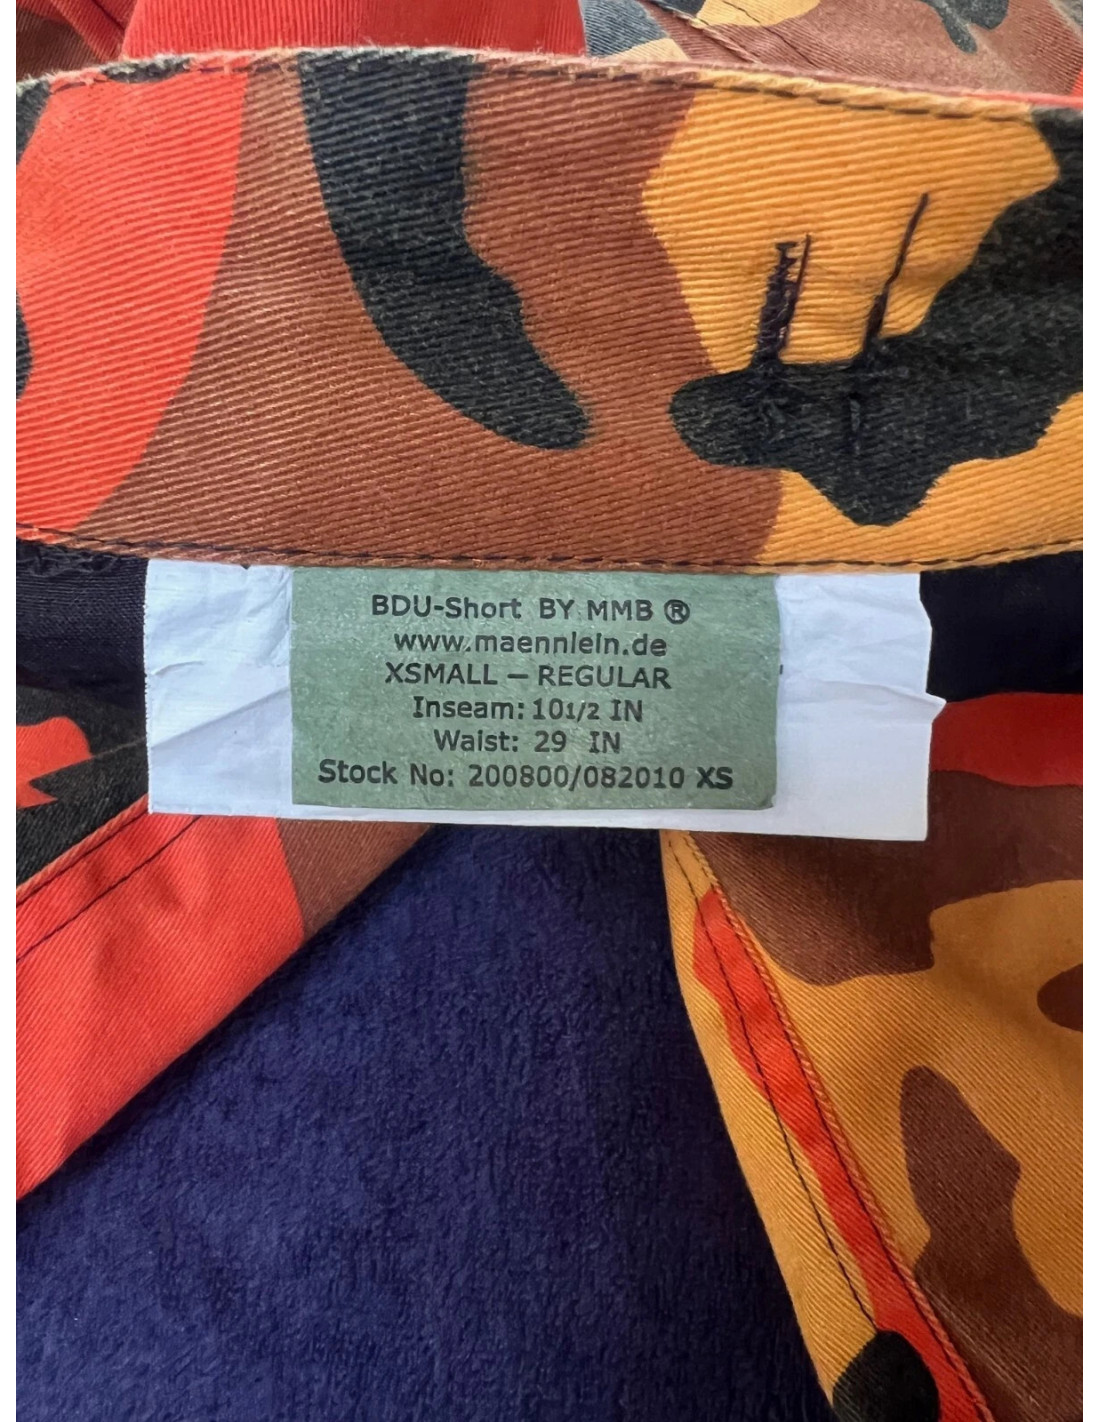 BDU-Short BY MMB ®
www.maennlein.de
XSMALL – REGULAR
Inseam: 10 1/2 IN
Waist: 29 IN
Stock No: 200800/082010 XS